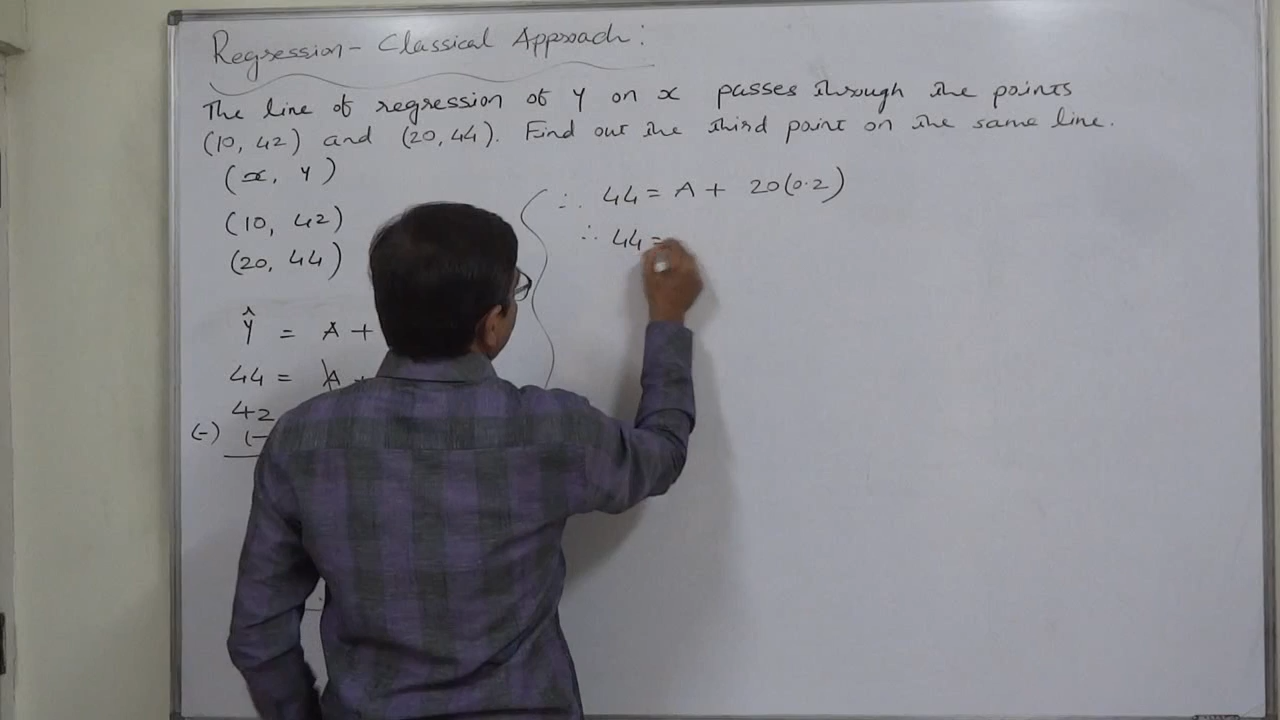 Regression - Classical Approach:
The line of regression of Y on x passes through the points
(10, 42) and (20, 44). Find out the third point on the same line.
(x, Y)
(10, 42)
(20, 44)
Ŷ = A +
44 = A +
42
(-) (-
∴ 44 = A + 20(0.2)
∴ 44 =